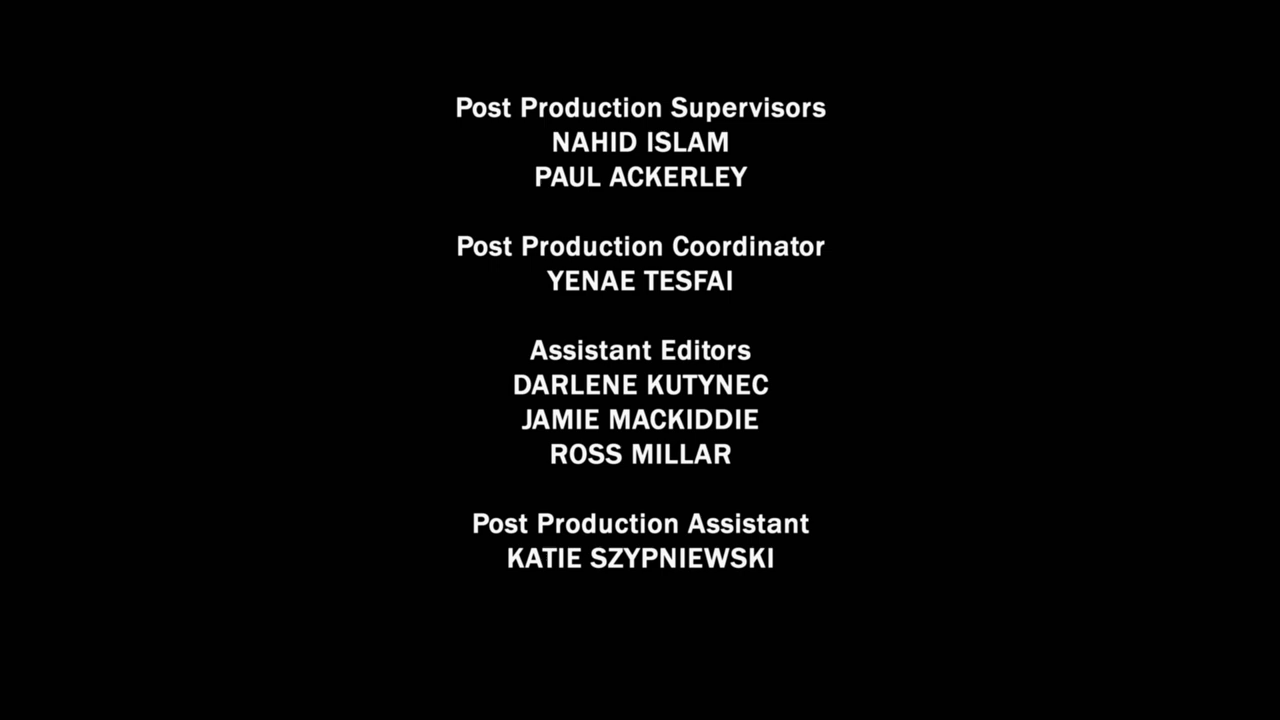 Post Production Supervisors
NAHID ISLAM
PAUL ACKERLEY
Post Production Coordinator
YENAE TESFAI
Assistant Editors
DARLENE KUTYNEC
JAMIE MACKIDDIE
ROSS MILLAR
Post Production Assistant
KATIE SZYPNIEWSKI